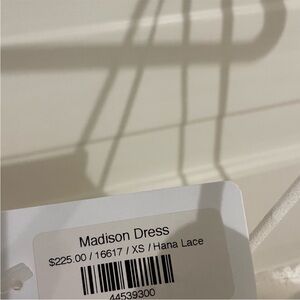 Madison Dress
$225.00 / 16617 / XS / Hana Lace
44539300